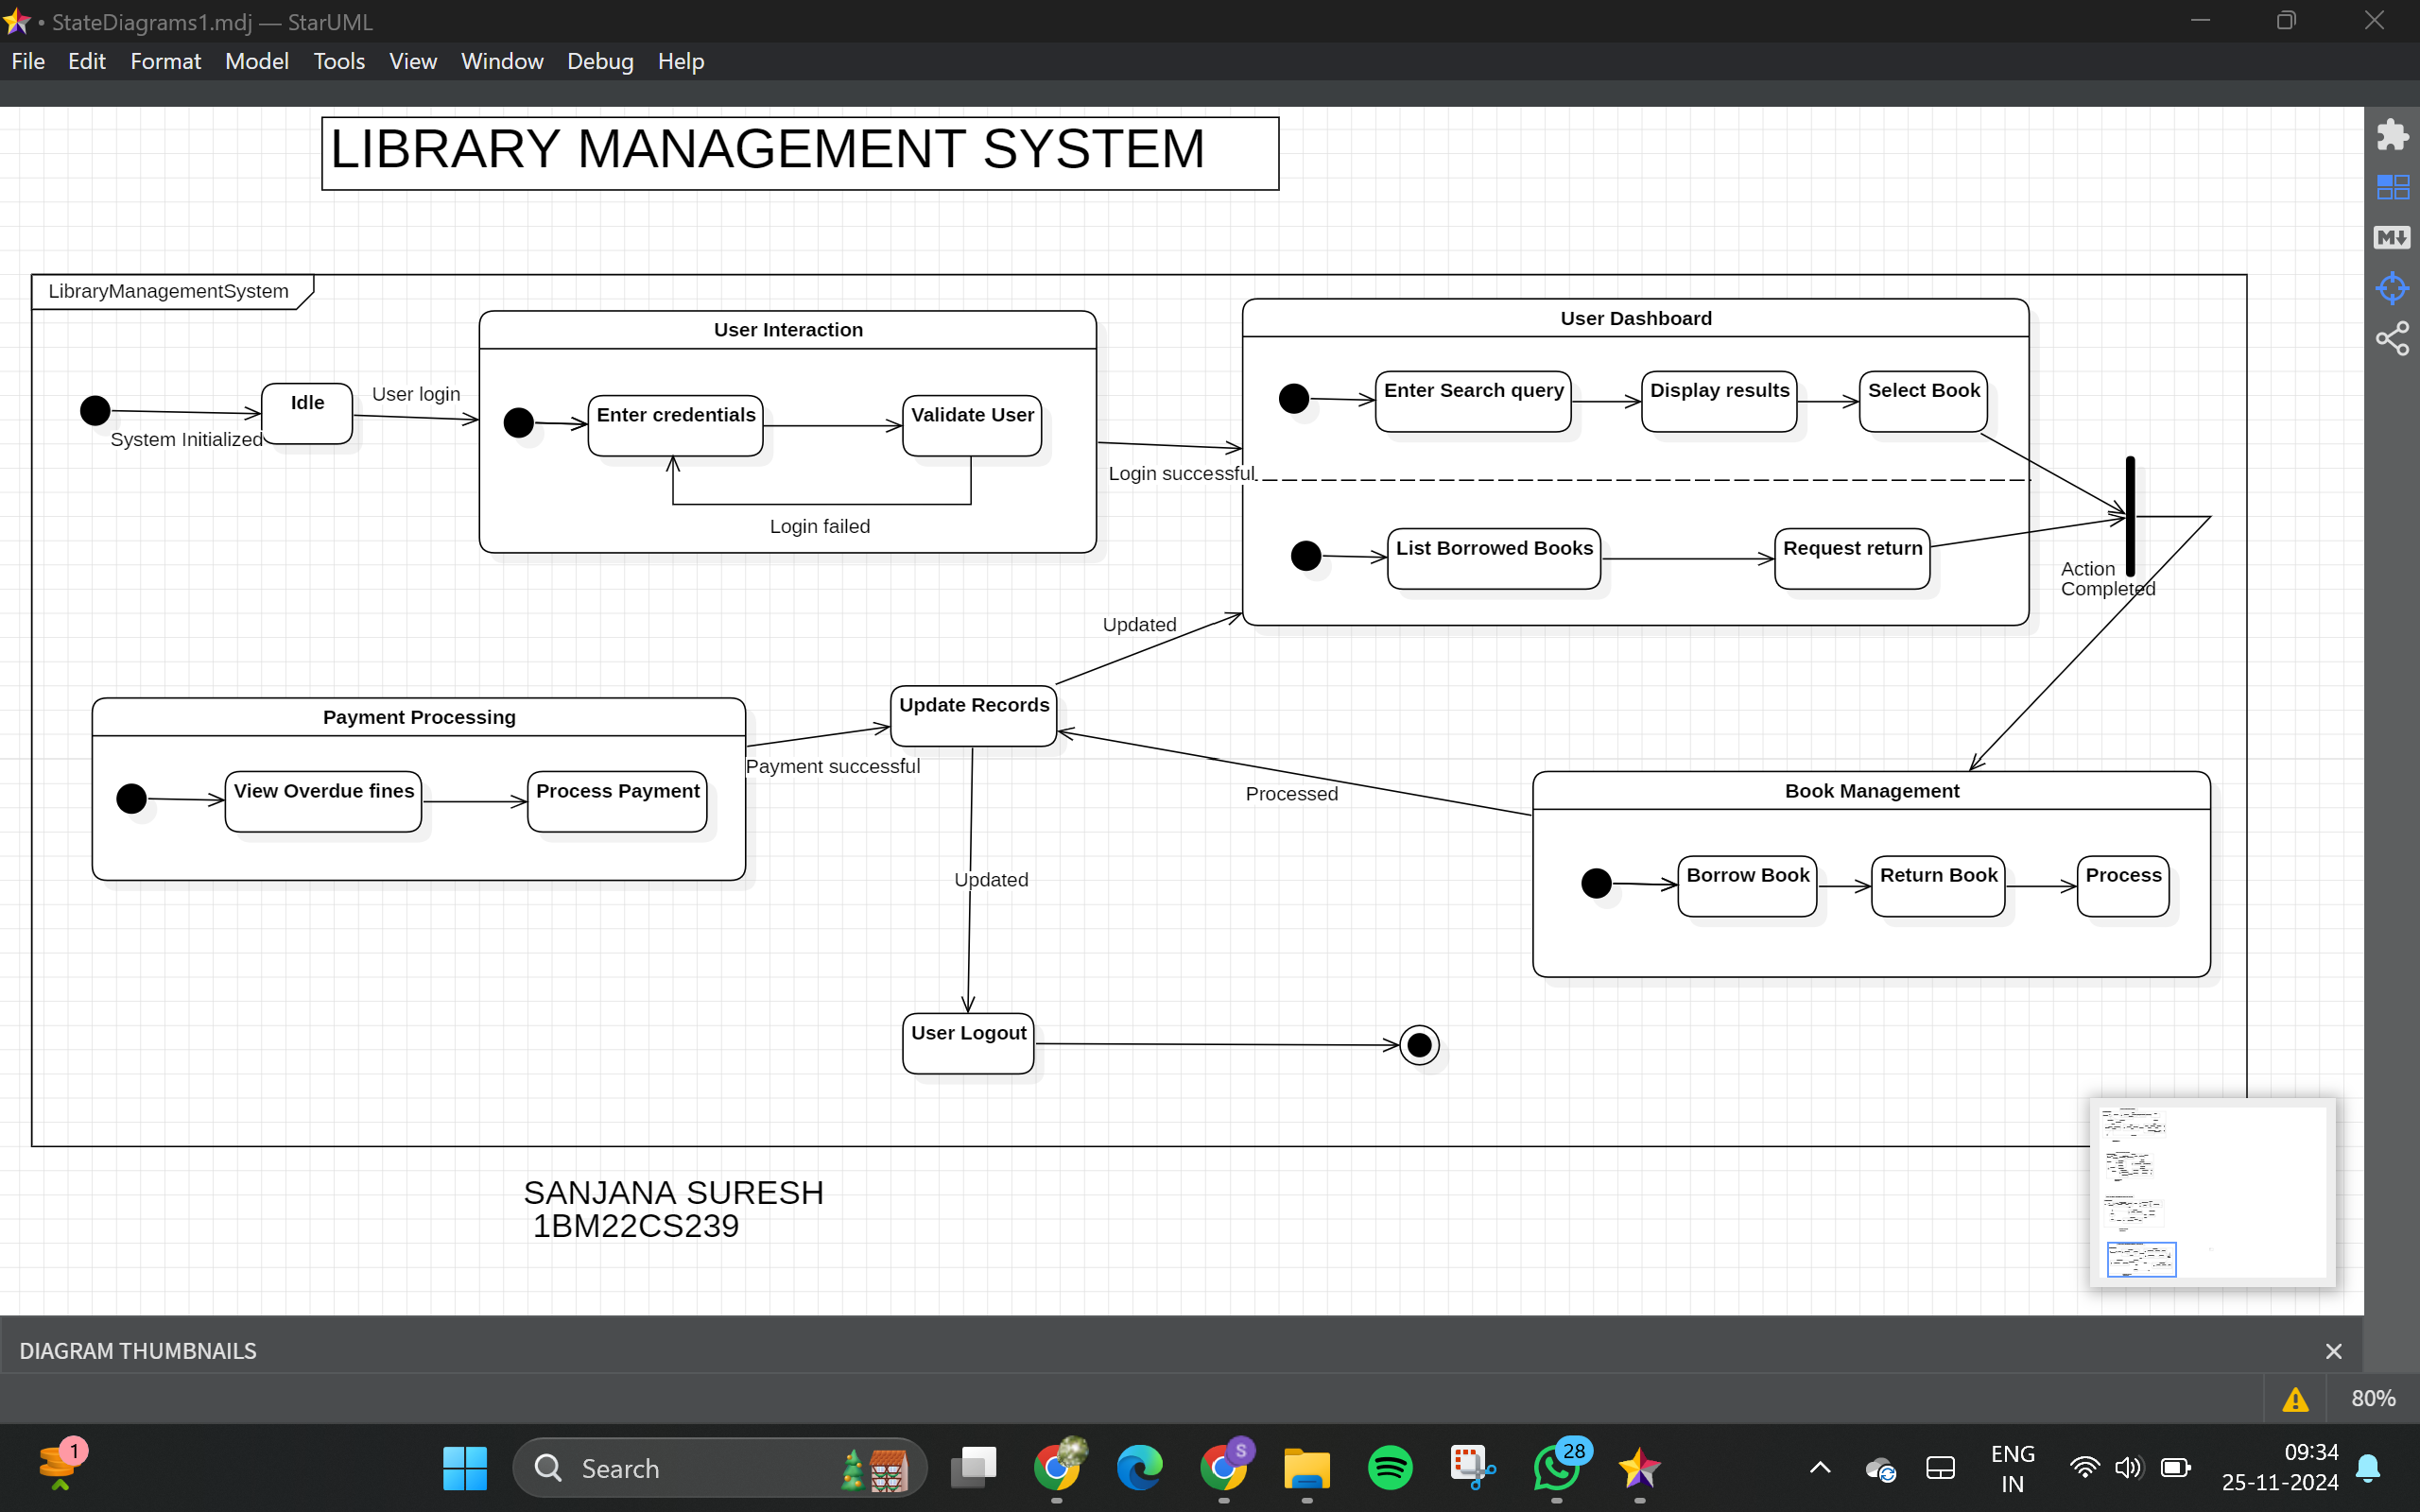 StateDiagrams1.mdj — StarUML
File Edit Format Model Tools View Window Debug Help
LIBRARY MANAGEMENT SYSTEM
LibraryManagementSystem
User Interaction
User Dashboard
Idle
User login
System Initialized
Enter credentials
Validate User
Login failed
Login successful
Enter Search query
Display results
Select Book
List Borrowed Books
Request return
Action
Completed
Updated
Update Records
Payment Processing
View Overdue fines
Process Payment
Payment successful
Processed
Book Management
Borrow Book
Return Book
Process
Updated
User Logout
SANJANA SURESH
1BM22CS239
DIAGRAM THUMBNAILS
80%
1
Search
S
28
ENG
IN
09:34
25-11-2024
M